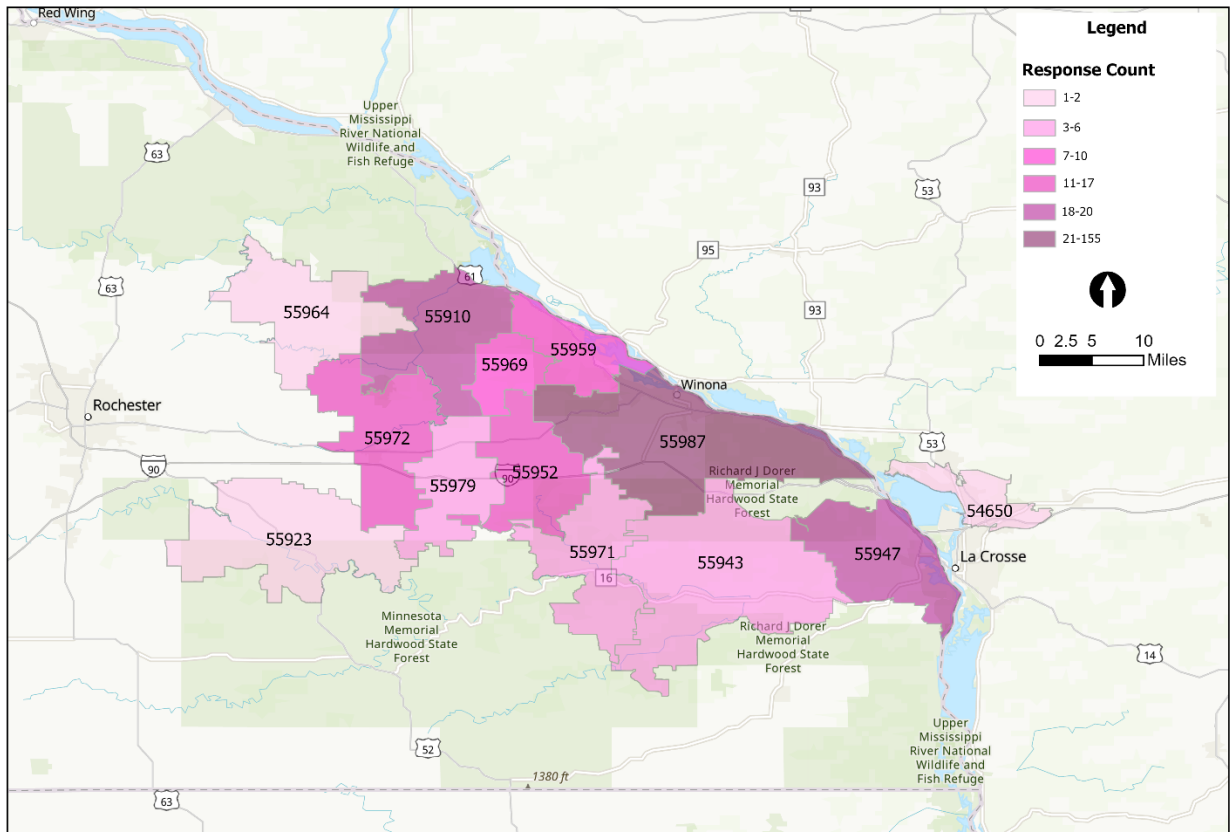 Red Wing
Legend
Response Count
1-2
3-6
7-10
11-17
18-20
21-155
0 2.5 5 10
Miles
Upper
Mississippi
River National
Wildlife and
Fish Refuge
63
93
53
95
63
61
93
55964
55910
55959
55969
Winona
Rochester
55972
55987
53
90
55952
90
55979
Richard J Dorer
Memorial
Hardwood State
Forest
54650
55923
55971
55943
55947
La Crosse
16
Minnesota
Memorial
Hardwood State
Forest
Richard J Dorer
Memorial
Hardwood State
Forest
14
52
Upper
Mississippi
River National
Wildlife and
Fish Refuge
1380 ft
63